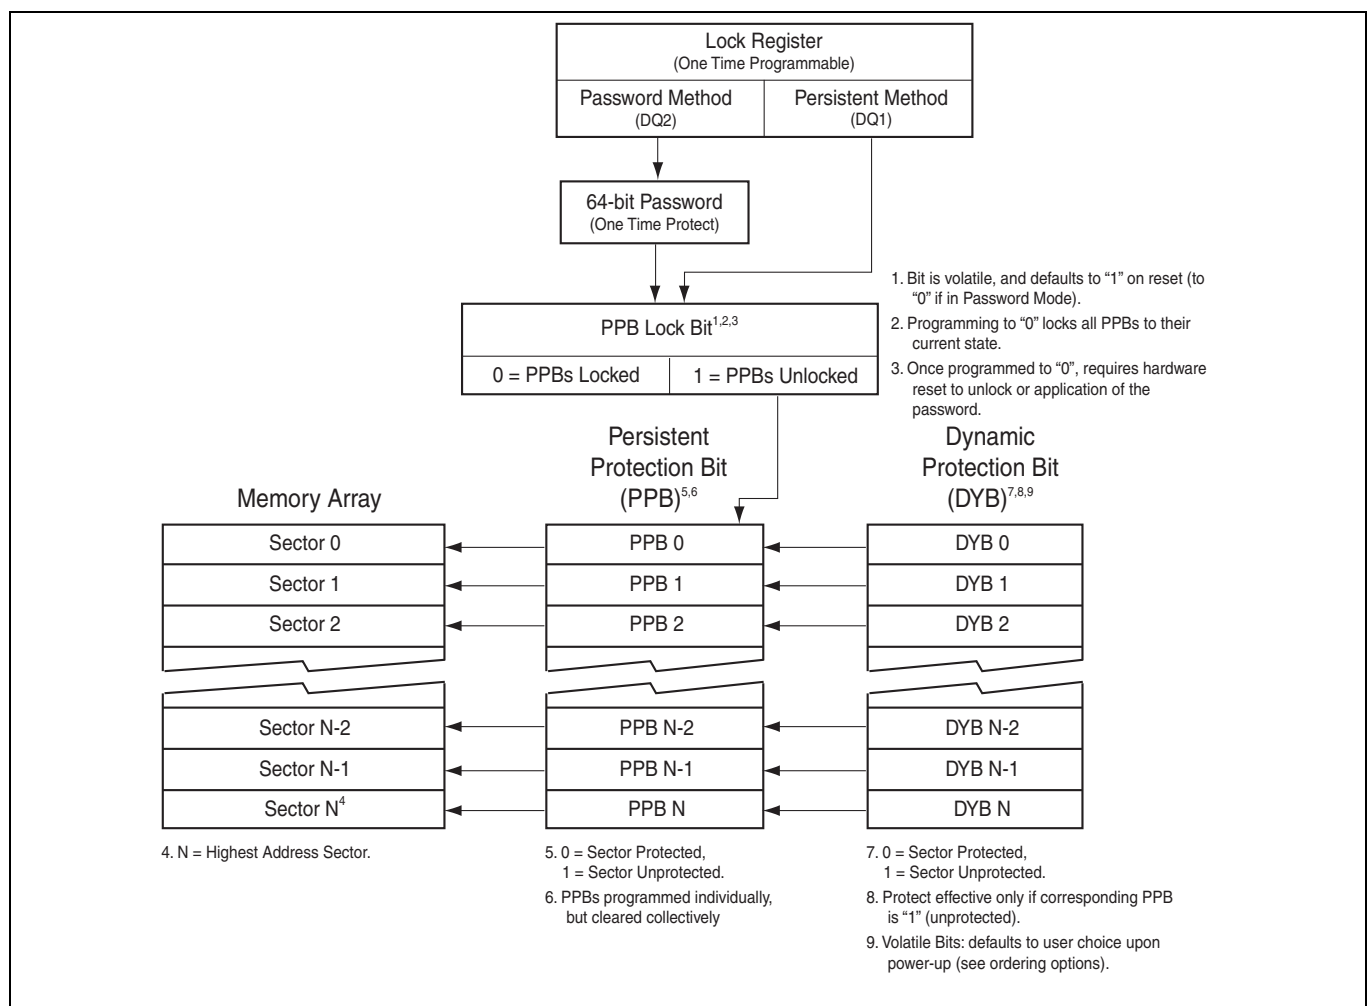 Lock Register
(One Time Programmable)
Password Method
(DQ2)
Persistent Method
(DQ1)
64-bit Password
(One Time Protect)
PPB Lock Bit1,2,3
0 = PPBs Locked
1 = PPBs Unlocked
1. Bit is volatile, and defaults to “1” on reset (to
“0” if in Password Mode).
2. Programming to “0” locks all PPBs to their
current state.
3. Once programmed to “0”, requires hardware
reset to unlock or application of the
password.
Memory Array
Persistent
Protection Bit
(PPB)5,6
Dynamic
Protection Bit
(DYB)7,8,9
Sector 0
PPB 0
DYB 0
Sector 1
PPB 1
DYB 1
Sector 2
PPB 2
DYB 2
Sector N-2
PPB N-2
DYB N-2
Sector N-1
PPB N-1
DYB N-1
Sector N4
PPB N
DYB N
4. N = Highest Address Sector.
5. 0 = Sector Protected,
1 = Sector Unprotected.
6. PPBs programmed individually,
but cleared collectively
7. 0 = Sector Protected,
1 = Sector Unprotected.
8. Protect effective only if corresponding PPB
is “1” (unprotected).
9. Volatile Bits: defaults to user choice upon
power-up (see ordering options).